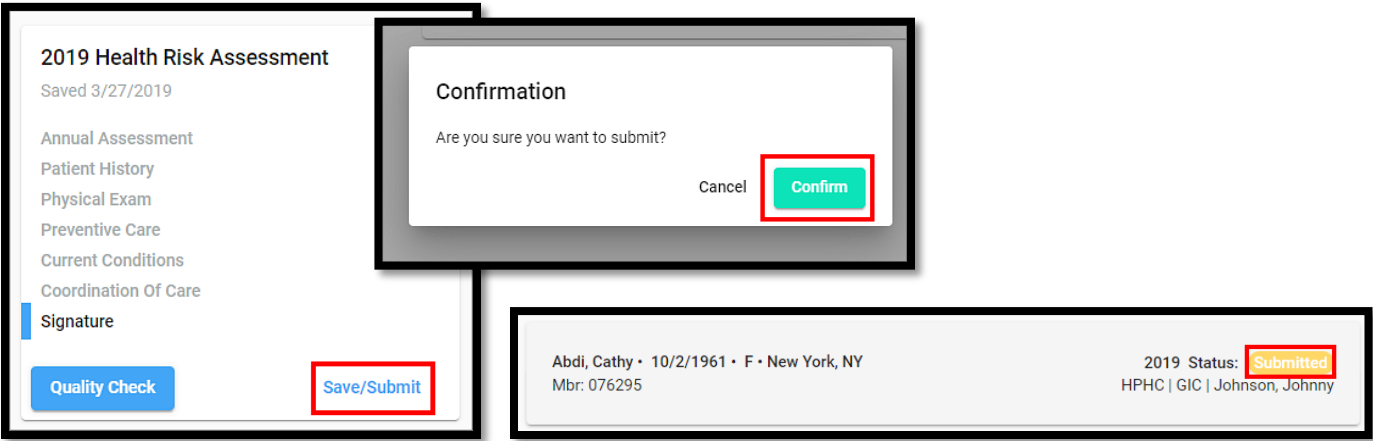 2019 Health Risk Assessment
Saved 3/27/2019
Annual Assessment
Patient History
Physical Exam
Preventive Care
Current Conditions
Coordination Of Care
Signature
Quality Check
Save/Submit
Confirmation
Are you sure you want to submit?
Cancel
Confirm
Abdi, Cathy • 10/2/1961 • F • New York, NY
Mbr: 076295
2019 Status: Submitted
HPHC | GIC | Johnson, Johnny